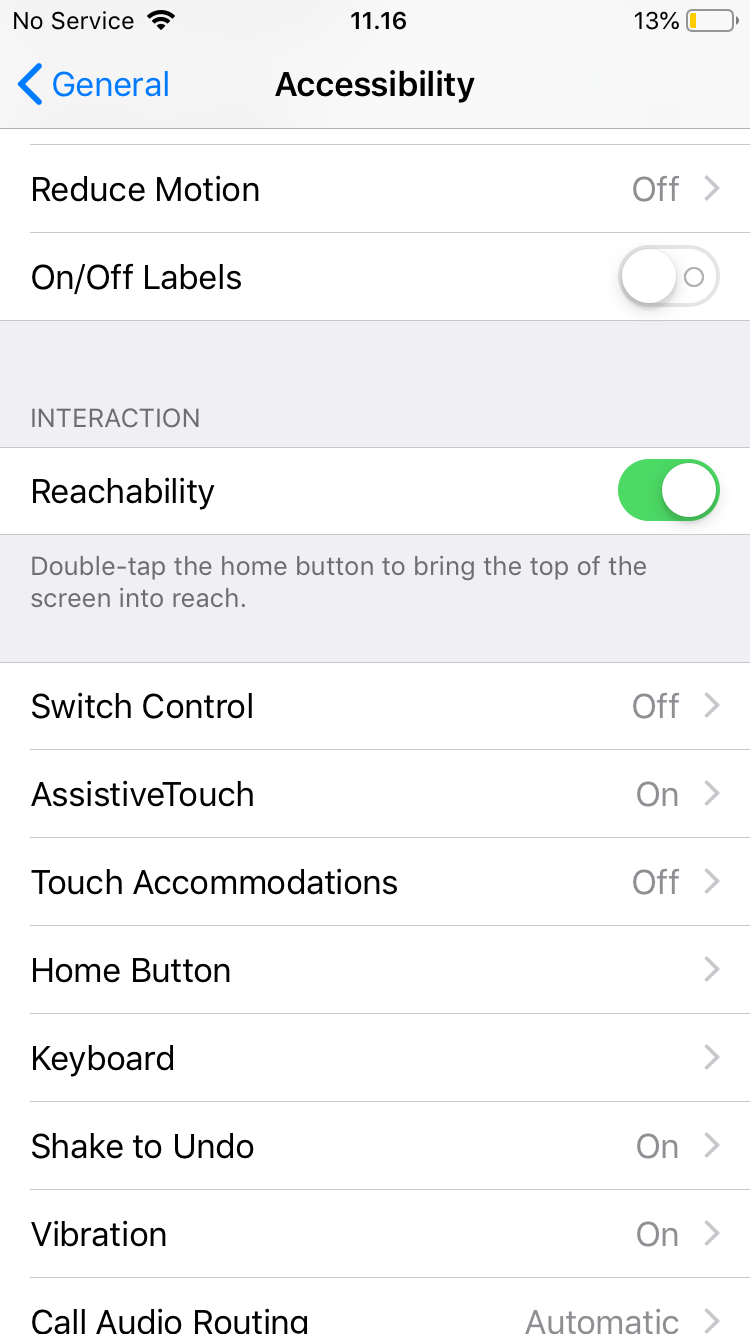 No Service 11.16 13%
General Accessibility
Reduce Motion Off
On/Off Labels
INTERACTION
Reachability
Double-tap the home button to bring the top of the
screen into reach.
Switch Control Off
AssistiveTouch On
Touch Accommodations Off
Home Button
Keyboard
Shake to Undo On
Vibration On
Call Audio Routing Automatic